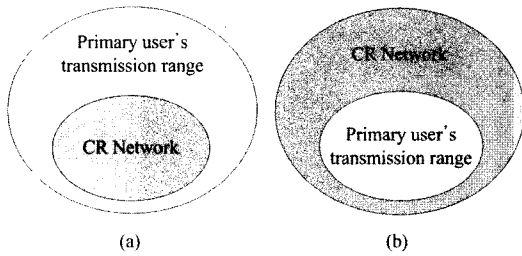 Primary user's
transmission range
CR Network
(a)
CR Network
Primary user's
transmission range
(b)